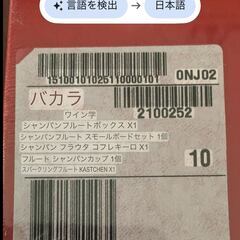 言語を検出 → 日本語
15100101025110000101
0NJ02
バカラ
ワイン字
2100252
シャンパンフルートボックス X1
シャンパンフルート スモールボードセット 1個
シャンパン フラウタ コフレキーロ X1
フルート シャンパンカップ 1個
スパークリングフルート KASTCHEN X1
10